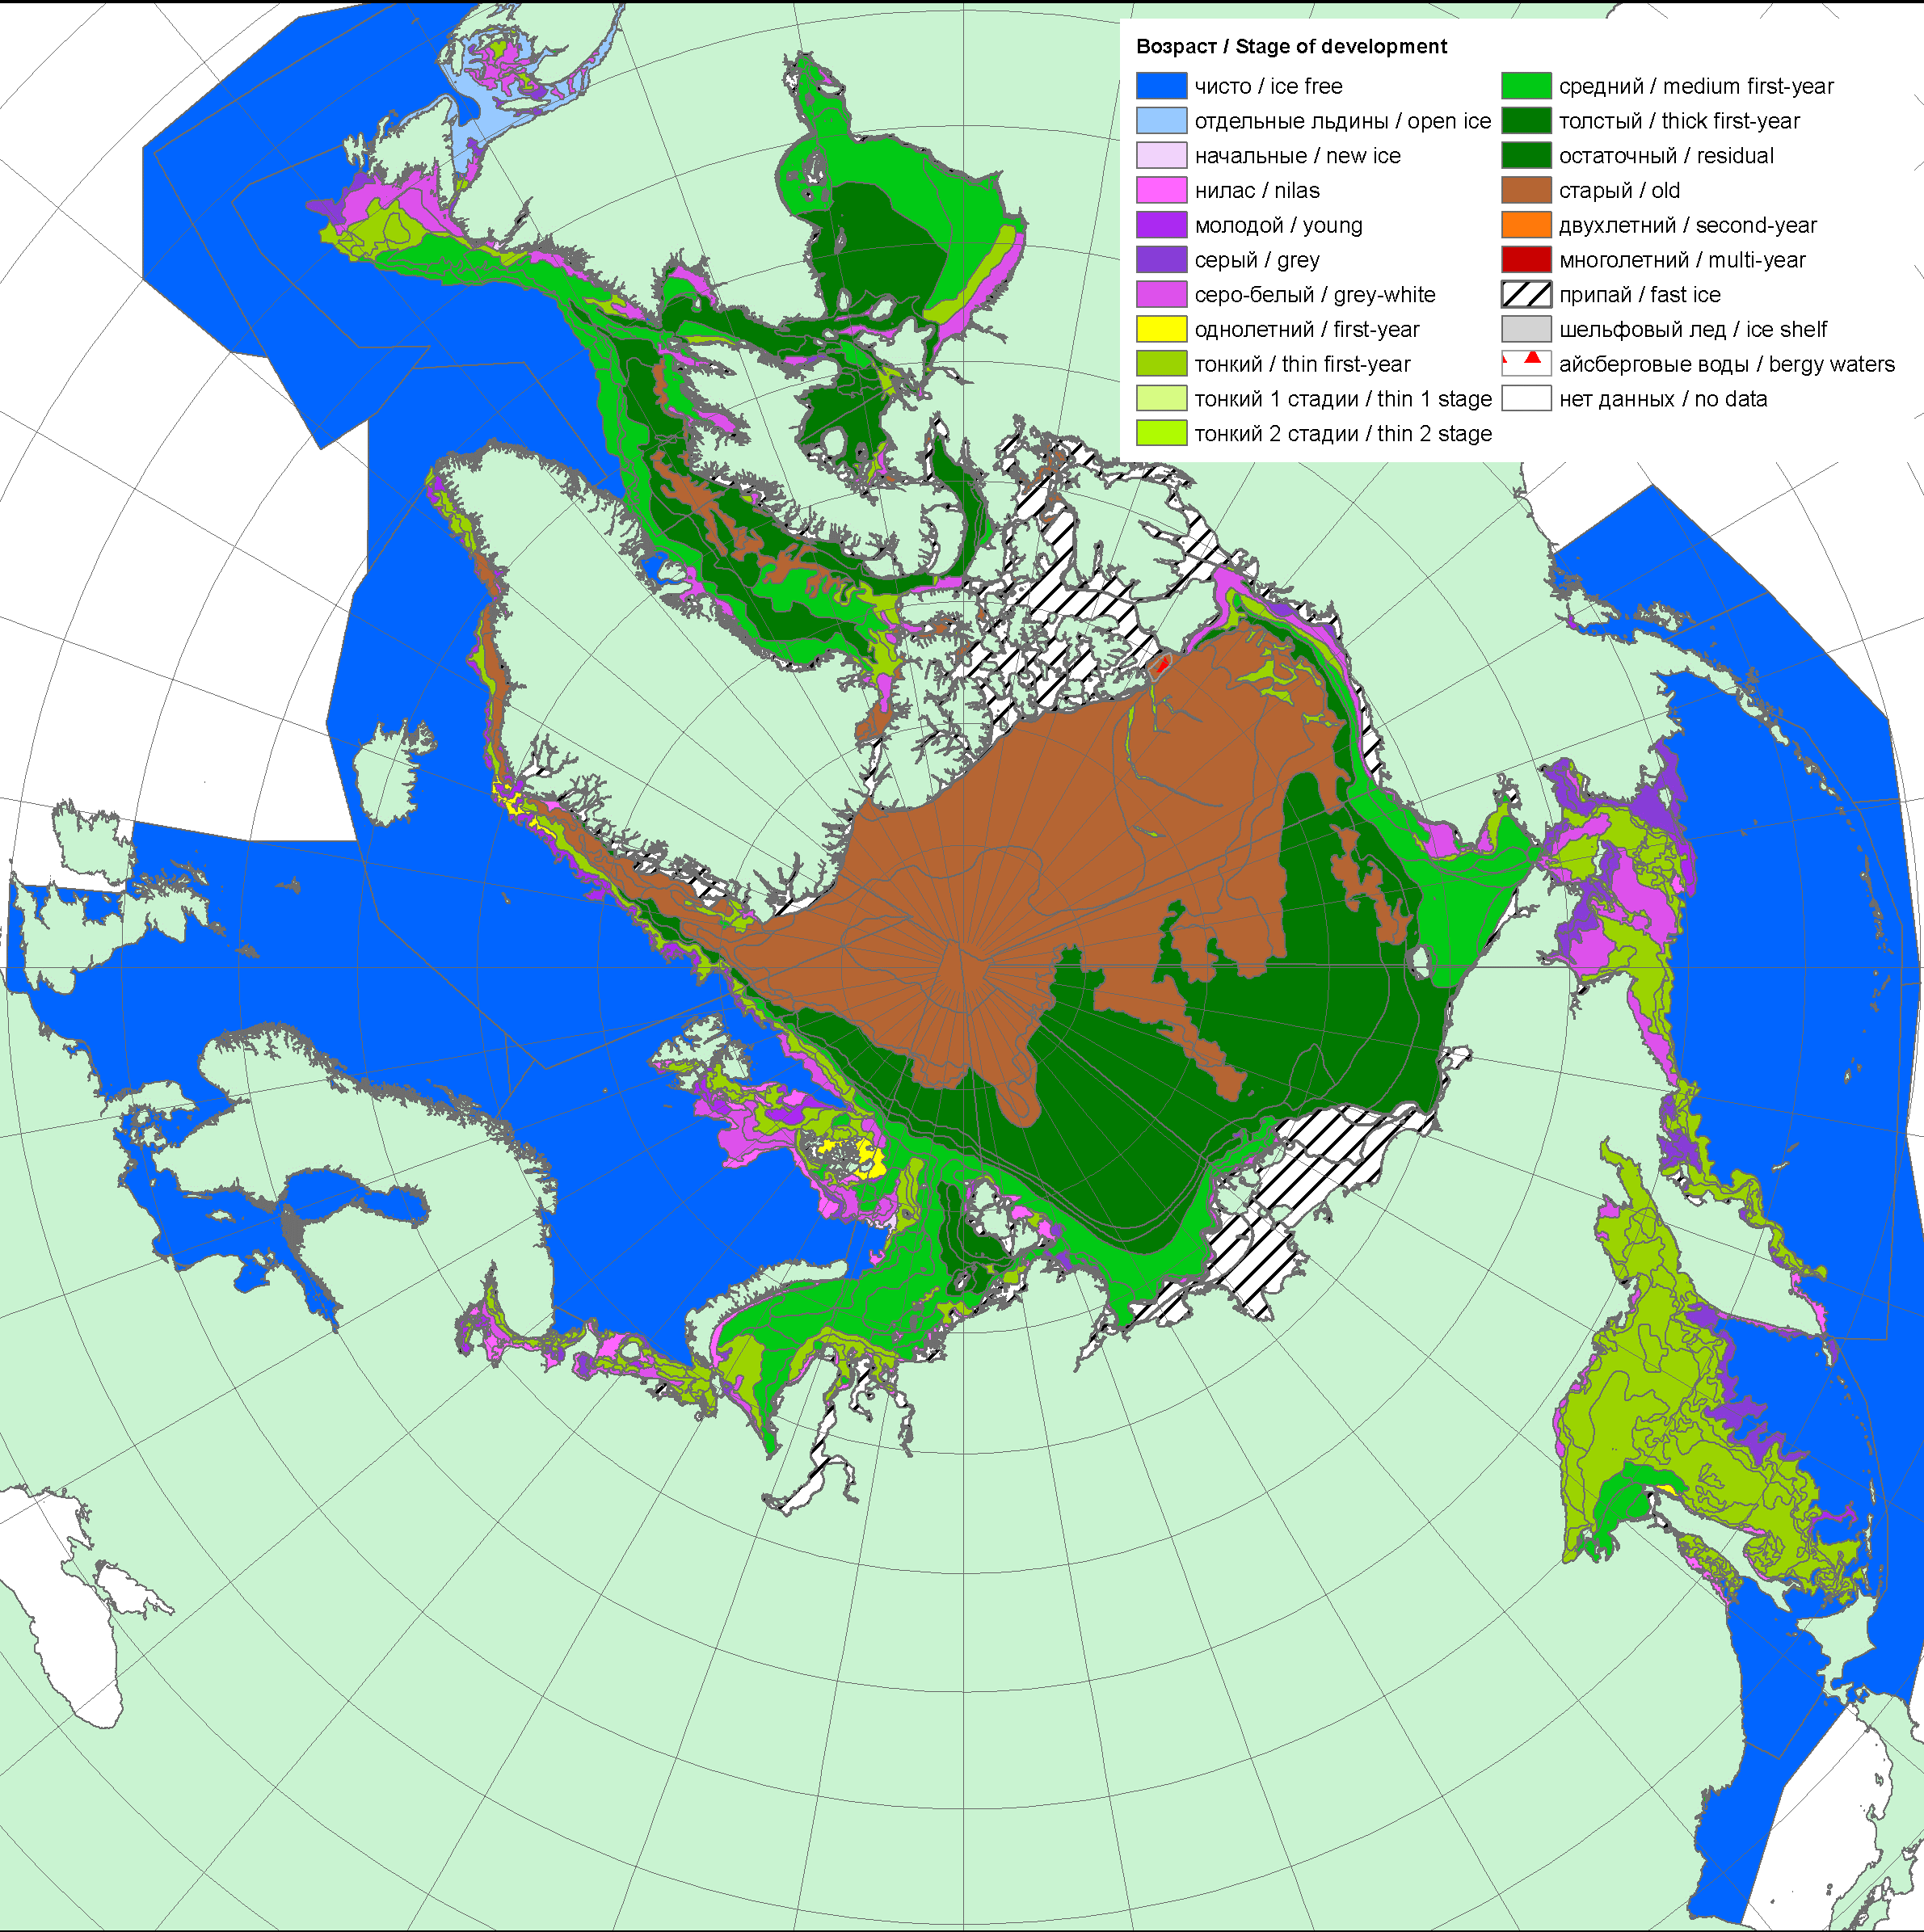 Возраст / Stage of development
чисто / ice free
отдельные льдины / open ice
начальные / new ice
нилас / nilas
молодой / young
серый / grey
серо-белый / grey-white
однолетний / first-year
тонкий / thin first-year
тонкий 1 стадии / thin 1 stage
тонкий 2 стадии / thin 2 stage
средний / medium first-year
толстый / thick first-year
остаточный / residual
старый / old
двухлетний / second-year
многолетний / multi-year
припай / fast ice
шельфовый лед / ice shelf
айсберговые воды / bergy waters
нет данных / no data